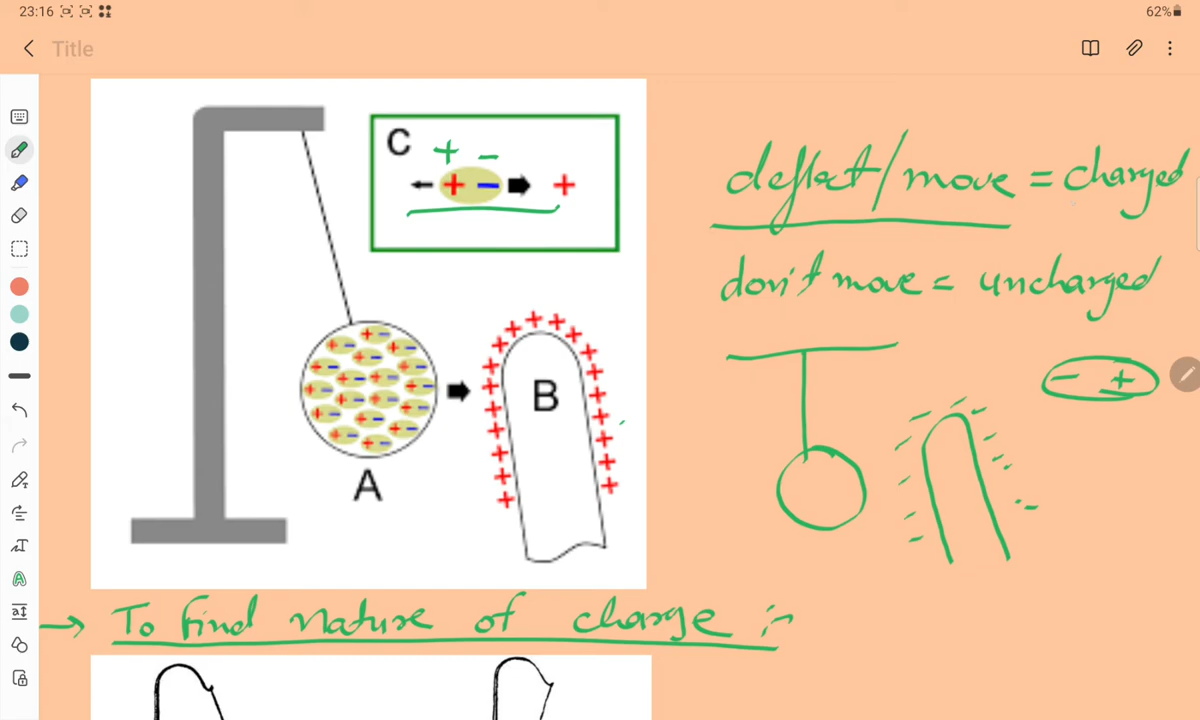 23:16
62%
Title
C
+ -
+ - +
deflect/move = charged
don't move = uncharged
- +
B
A
→ To find nature of charge :-